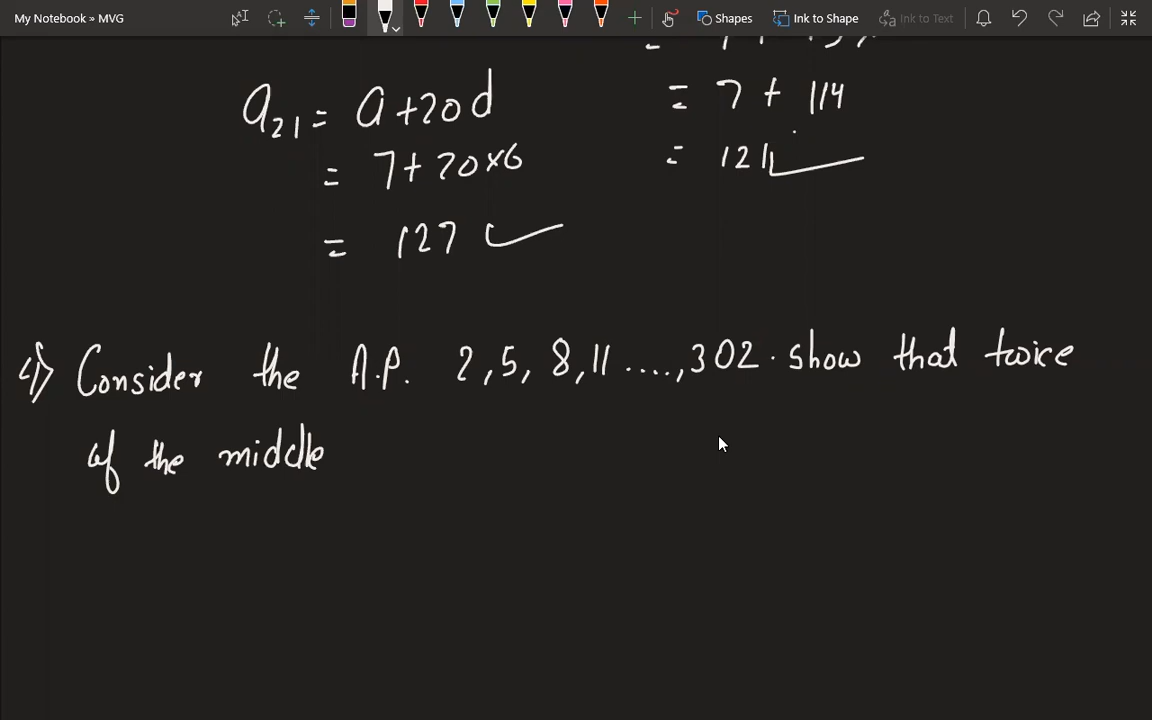 My Notebook » MVG
Shapes
Ink to Shape
Ink to Text
a21 = a+20d
= 7+20×6
= 127
= 7 + 114
= 121
4) Consider the A.P. 2, 5, 8, 11 ...., 302. show that twice
of the middle